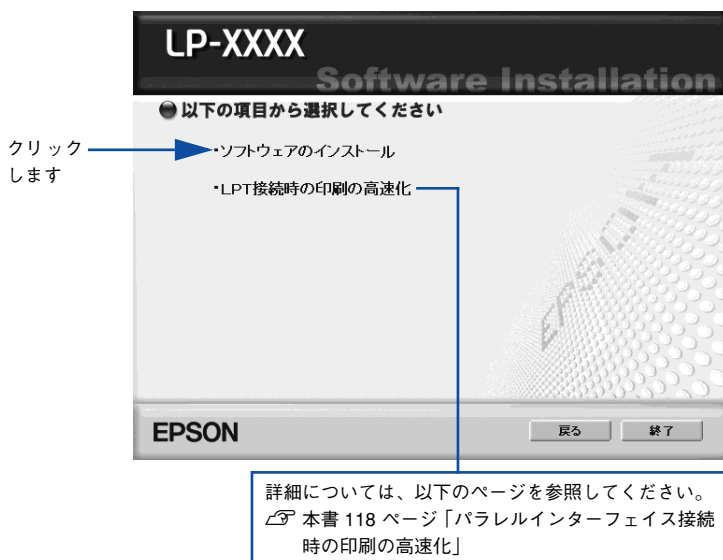 LP-XXXX
Software Installation
以下の項目から選択してください
クリック
します
・ソフトウェアのインストール
・LPT接続時の印刷の高速化
EPSON
EPSON
戻る
終了
詳細については、以下のページを参照してください。
本書 118 ページ「パラレルインターフェイス接続
時の印刷の高速化」